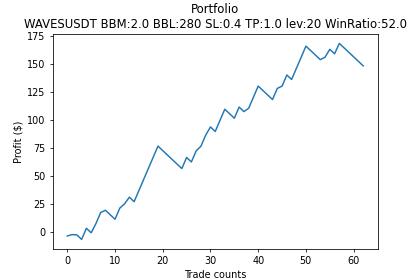 Portfolio
WAVESUSDT BBM:2.0 BBL:280 SL:0.4 TP:1.0 lev:20 WinRatio:52.0
175
150
125
100
75
50
25
0
Profit ($)
0 10 20 30 40 50 60
Trade counts